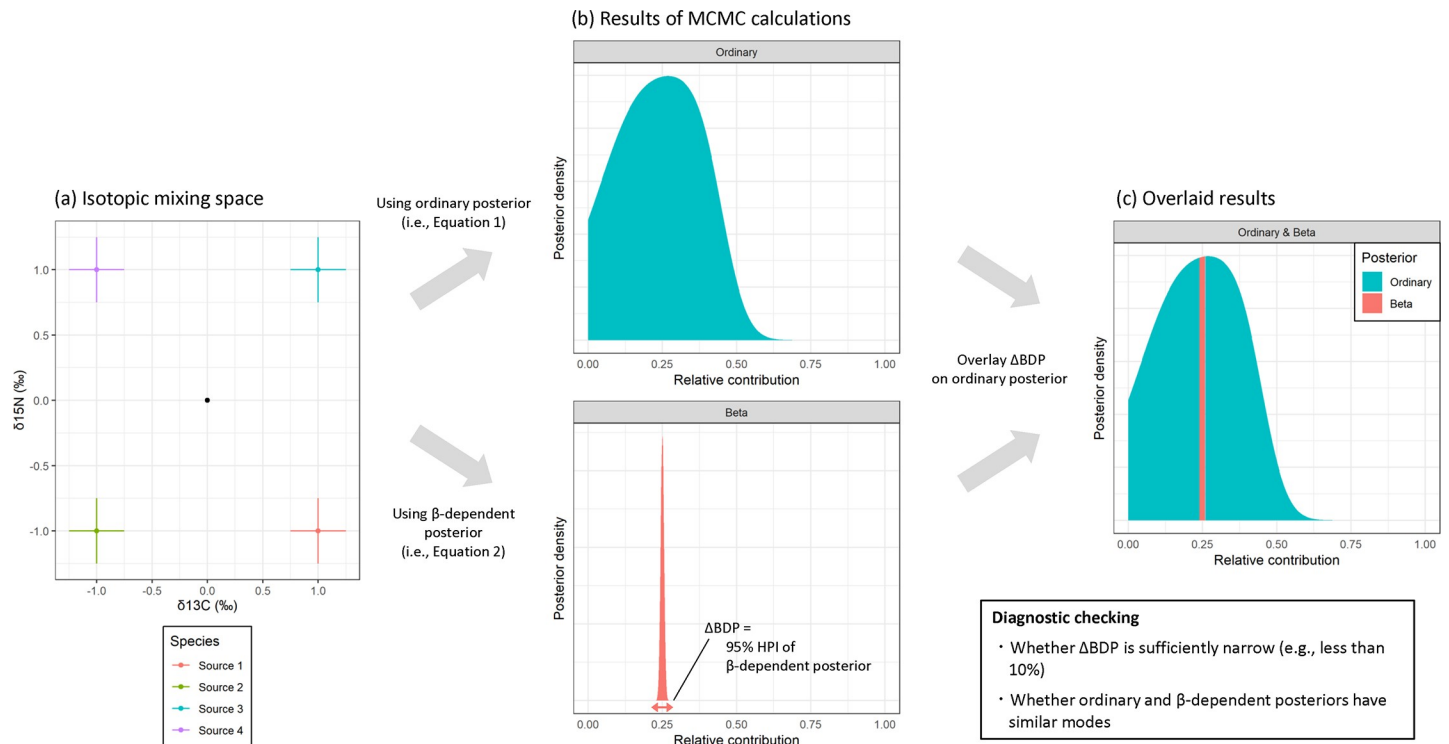 (a) Isotopic mixing space
1.0
0.5
0.0
-0.5
-1.0
δ15N (‰)
-1.0 -0.5 0.0 0.5 1.0
δ13C (‰)
Species
Source 1
Source 2
Source 3
Source 4
Using ordinary posterior
(i.e., Equation 1)
Using β-dependent
posterior
(i.e., Equation 2)
(b) Results of MCMC calculations
Ordinary
Posterior density
0.00 0.25 0.50 0.75 1.00
Relative contribution
Beta
Posterior density
ΔBDP =
95% HPI of
β-dependent posterior
0.00 0.25 0.50 0.75 1.00
Relative contribution
Overlay ΔBDP
on ordinary posterior
(c) Overlaid results
Ordinary & Beta
Posterior
Ordinary
Beta
Posterior density
0.00 0.25 0.50 0.75 1.00
Relative contribution
Diagnostic checking
・Whether ΔBDP is sufficiently narrow (e.g., less than
10%)
・Whether ordinary and β-dependent posteriors have
similar modes